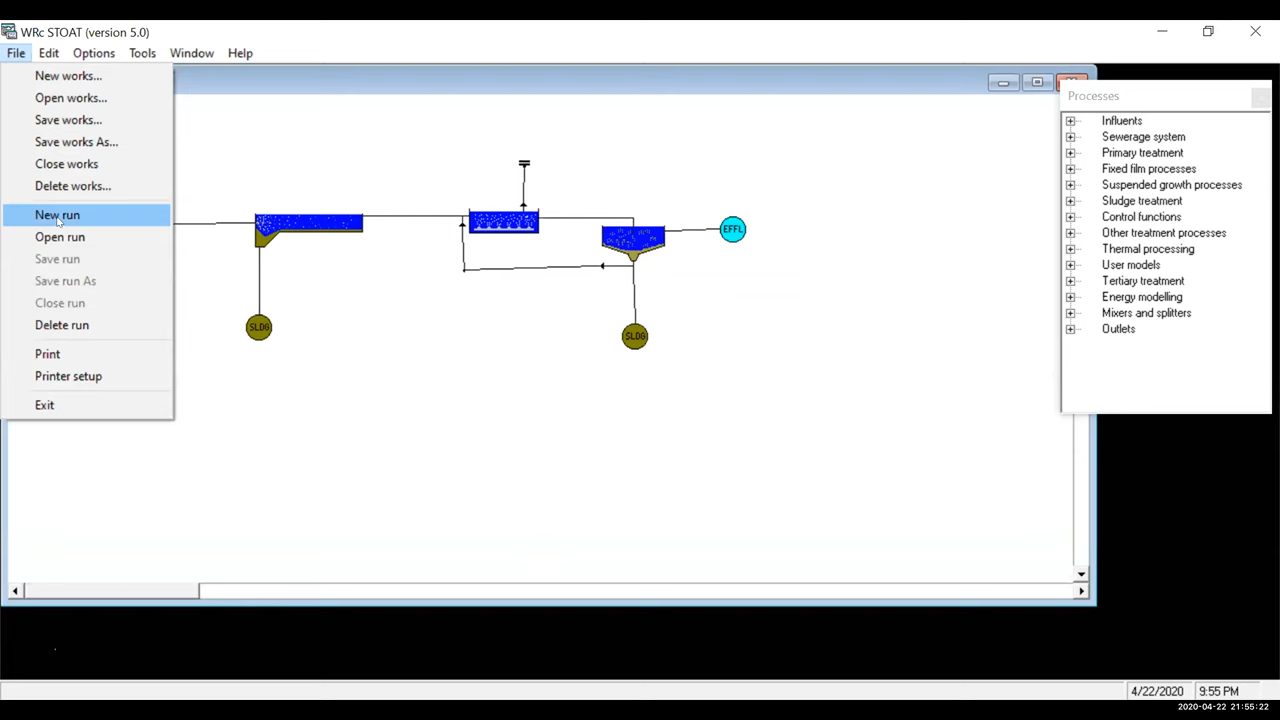 WRc STOAT (version 5.0)
File Edit Options Tools Window Help
New works...
Open works...
Save works...
Save works As...
Close works
Delete works...
New run
Open run
Save run
Save run As
Close run
Delete run
Print
Printer setup
Exit
EFFL
SLDG
SLDG
Processes
Influents
Sewerage system
Primary treatment
Fixed film processes
Suspended growth processes
Sludge treatment
Control functions
Other treatment processes
Thermal processing
User models
Tertiary treatment
Energy modelling
Mixers and splitters
Outlets
4/22/2020 9:55 PM
2020-04-22 21:55:22